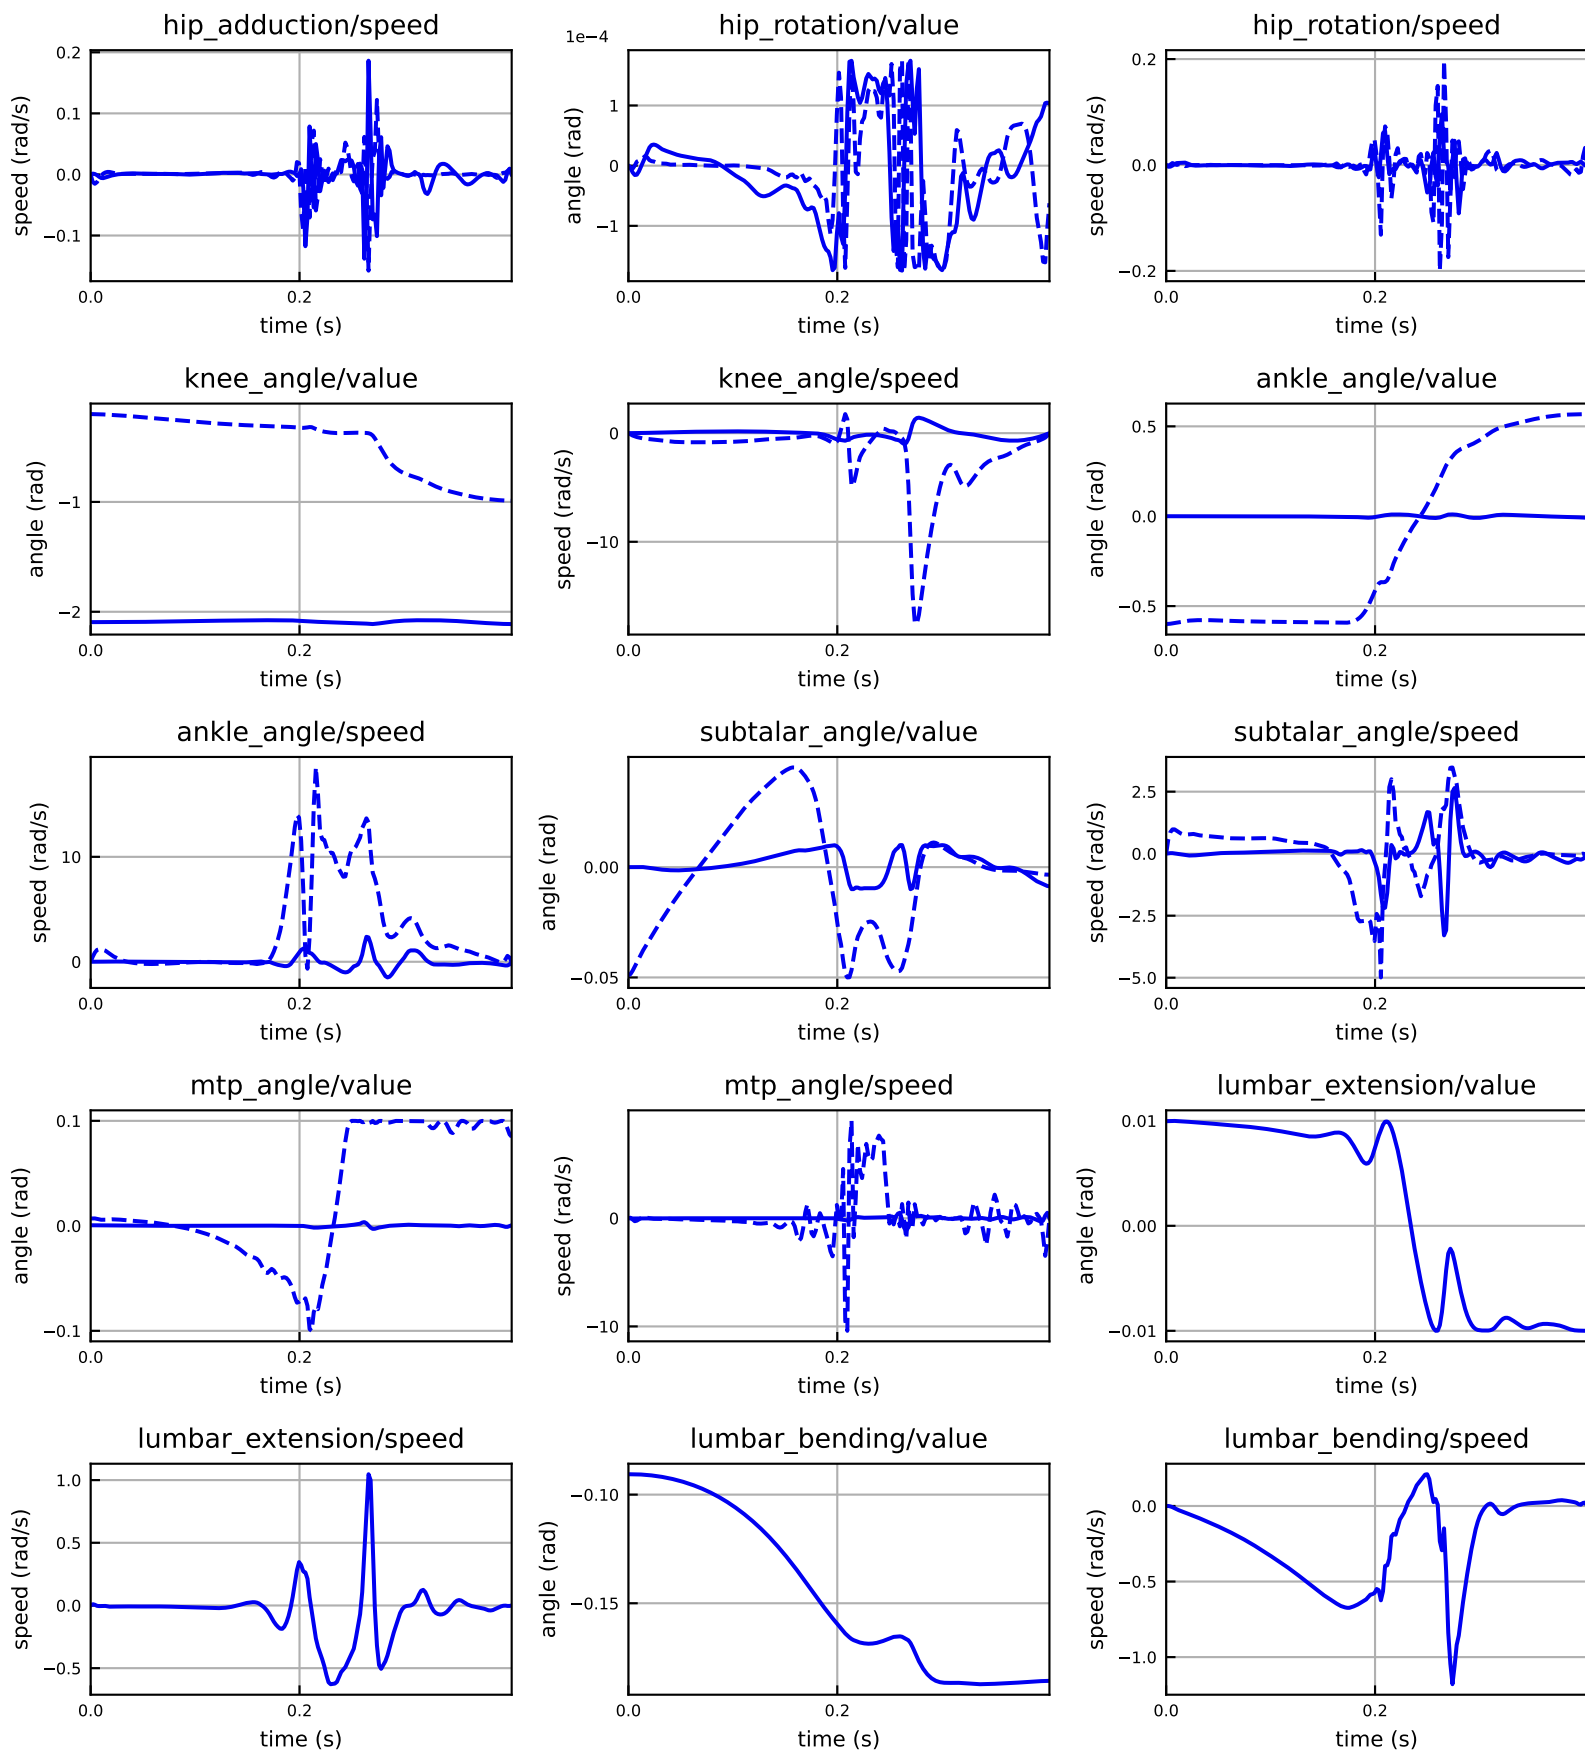 hip_adduction/speed
speed (rad/s)
0.2
0.1
0.0
−0.1
0.0
0.2
time (s)
hip_rotation/value
1e−4
angle (rad)
1
0
−1
0.0
0.2
time (s)
hip_rotation/speed
speed (rad/s)
0.2
0.0
−0.2
0.0
0.2
time (s)
knee_angle/value
angle (rad)
−1
−2
0.0
0.2
time (s)
knee_angle/speed
speed (rad/s)
0
−10
0.0
0.2
time (s)
ankle_angle/value
angle (rad)
0.5
0.0
−0.5
0.0
0.2
time (s)
ankle_angle/speed
speed (rad/s)
10
0
0.0
0.2
time (s)
subtalar_angle/value
angle (rad)
0.00
−0.05
0.0
0.2
time (s)
subtalar_angle/speed
speed (rad/s)
2.5
0.0
−2.5
−5.0
0.0
0.2
time (s)
mtp_angle/value
angle (rad)
0.1
0.0
−0.1
0.0
0.2
time (s)
mtp_angle/speed
speed (rad/s)
0
−10
0.0
0.2
time (s)
lumbar_extension/value
angle (rad)
0.01
0.00
−0.01
0.0
0.2
time (s)
lumbar_extension/speed
speed (rad/s)
1.0
0.5
0.0
−0.5
0.0
0.2
time (s)
lumbar_bending/value
angle (rad)
−0.10
−0.15
0.0
0.2
time (s)
lumbar_bending/speed
speed (rad/s)
0.0
−0.5
−1.0
0.0
0.2
time (s)